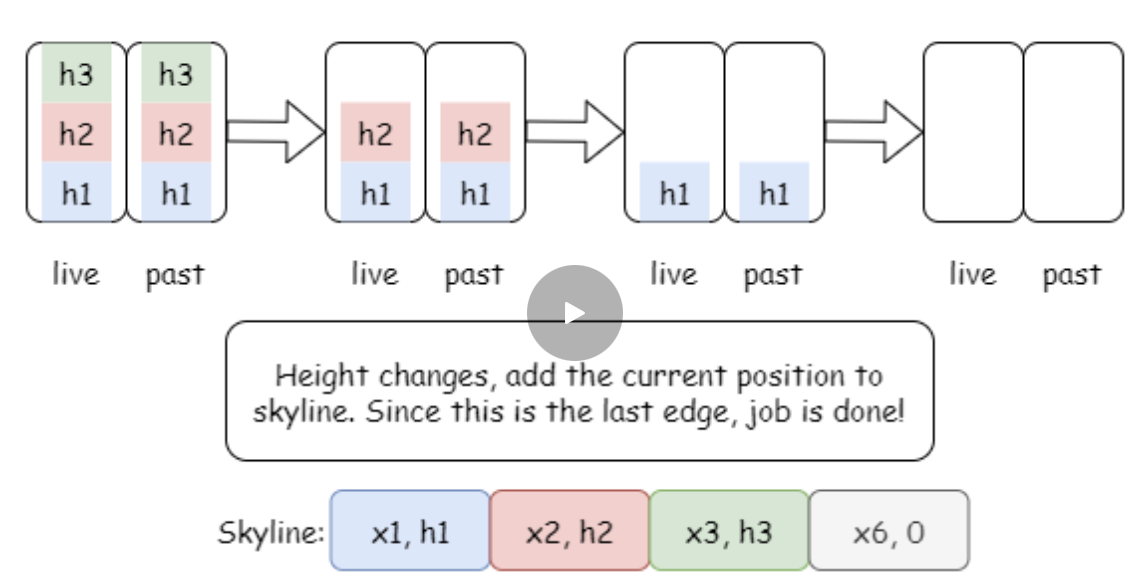 h3 h3
h2 h2 h2 h2
h1 h1 h1 h1 h1 h1
live past live past live past live past
Height changes, add the current position to
skyline. Since this is the last edge, job is done!
Skyline: x1, h1 x2, h2 x3, h3 x6, 0